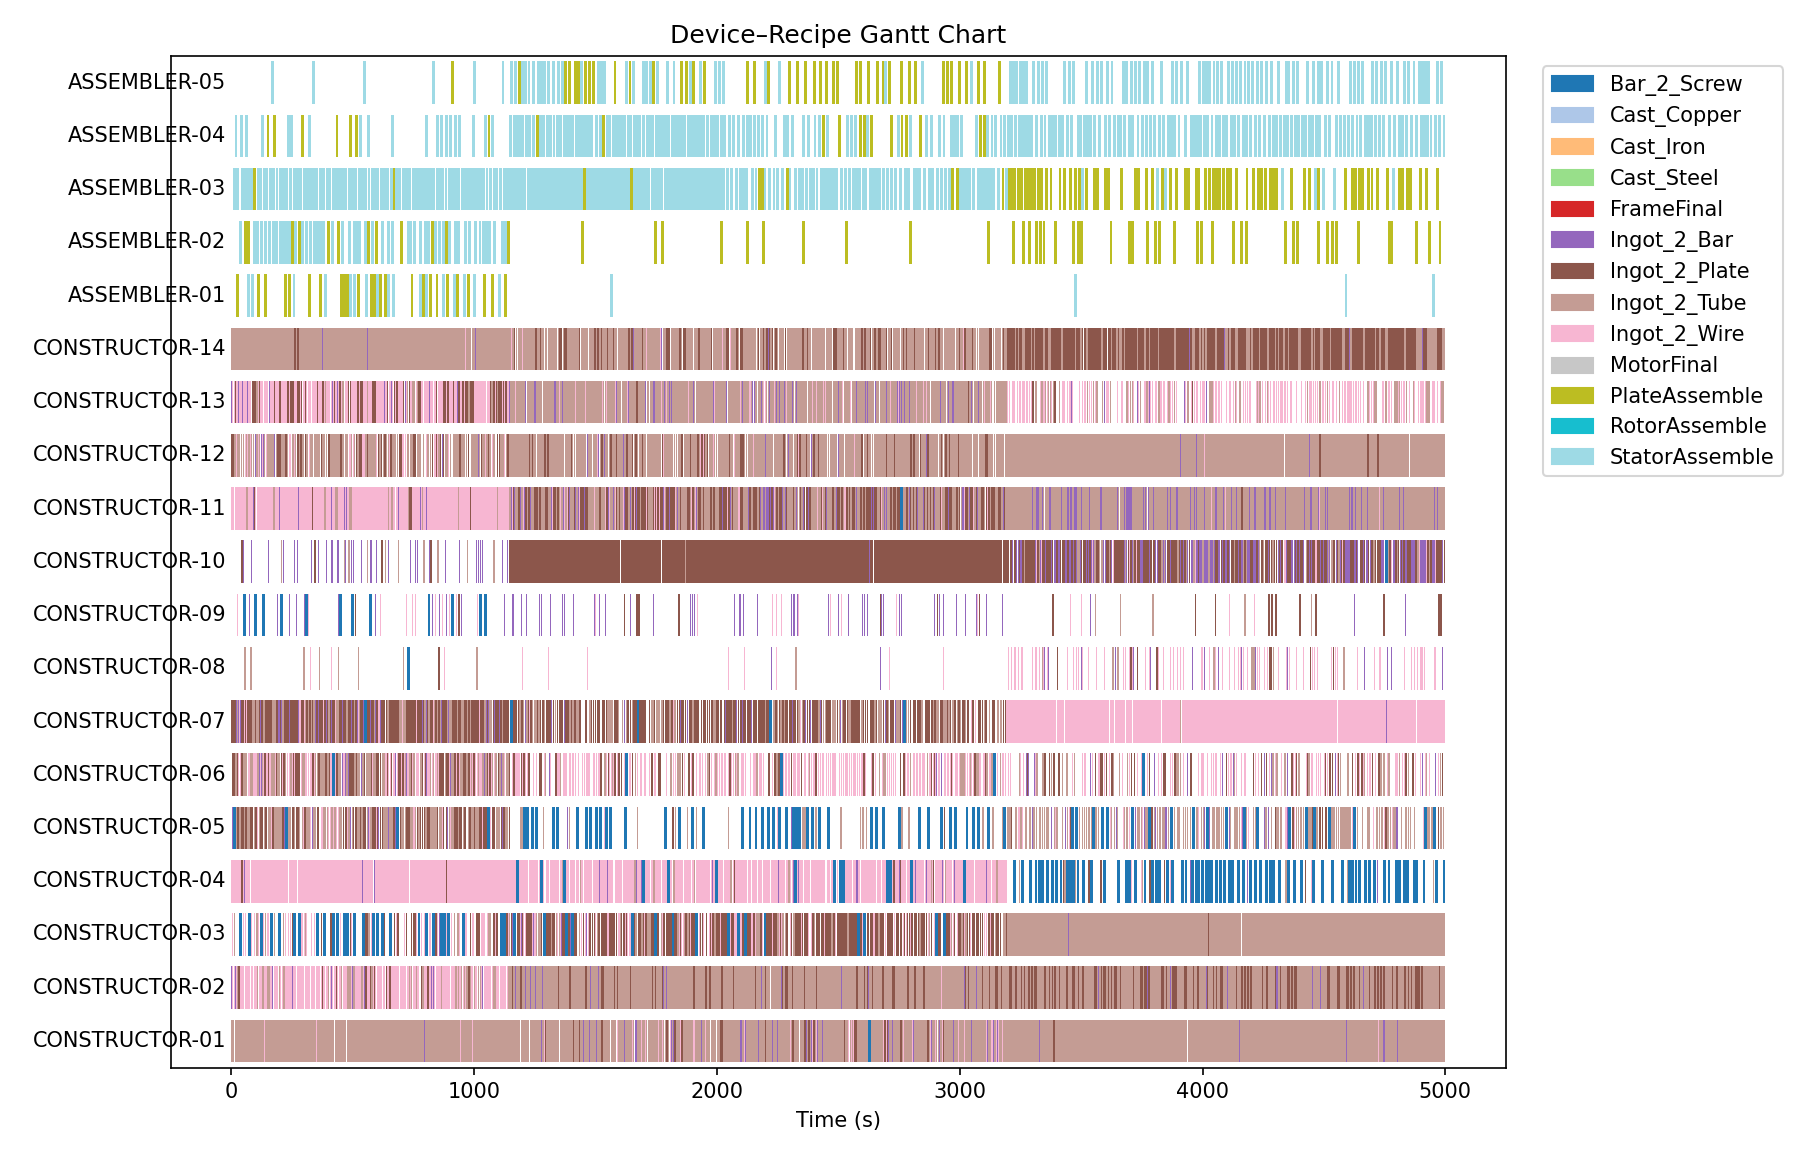 Device–Recipe Gantt Chart
ASSEMBLER-05
ASSEMBLER-04
ASSEMBLER-03
ASSEMBLER-02
ASSEMBLER-01
CONSTRUCTOR-14
CONSTRUCTOR-13
CONSTRUCTOR-12
CONSTRUCTOR-11
CONSTRUCTOR-10
CONSTRUCTOR-09
CONSTRUCTOR-08
CONSTRUCTOR-07
CONSTRUCTOR-06
CONSTRUCTOR-05
CONSTRUCTOR-04
CONSTRUCTOR-03
CONSTRUCTOR-02
CONSTRUCTOR-01
0 1000 2000 3000 4000 5000
Time (s)
Bar_2_Screw
Cast_Copper
Cast_Iron
Cast_Steel
FrameFinal
Ingot_2_Bar
Ingot_2_Plate
Ingot_2_Tube
Ingot_2_Wire
MotorFinal
PlateAssemble
RotorAssemble
StatorAssemble